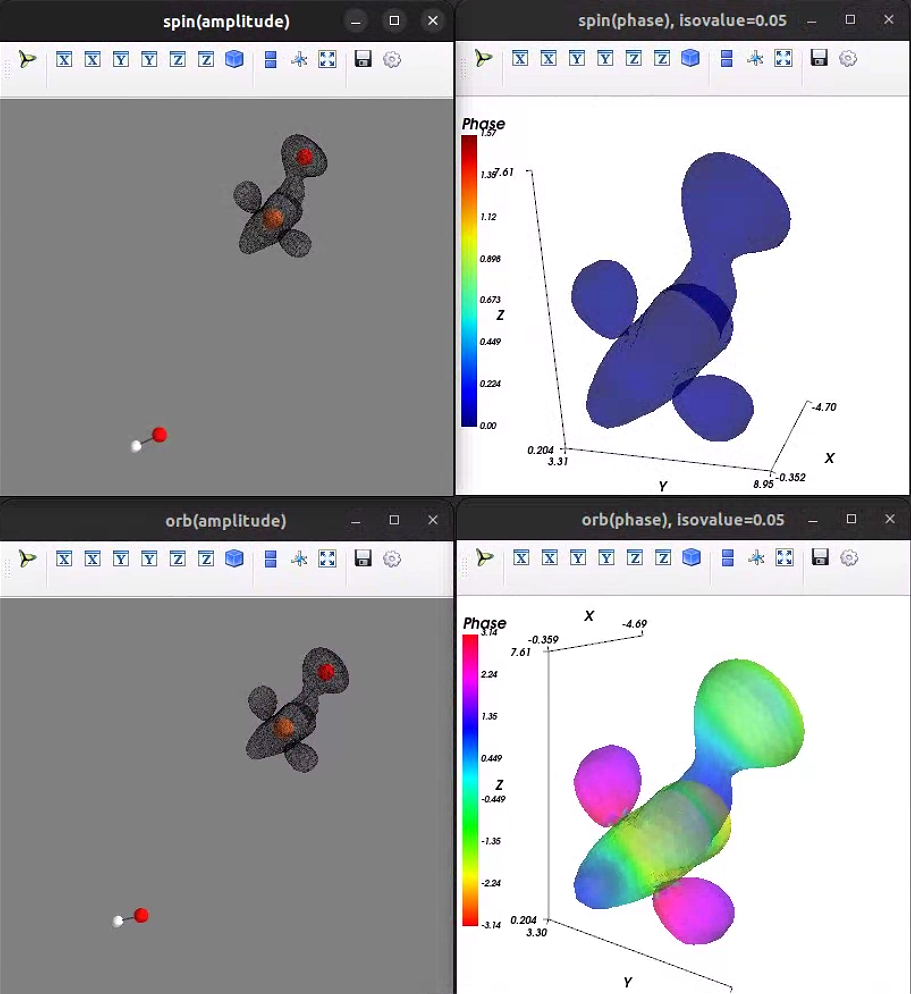 spin(amplitude)
X X Y Y Z Z
spin(phase), isovalue=0.05
X X Y Y Z Z
Phase
1.57
1.35
7.61
1.12
0.898
0.673
Z
0.449
0.224
0.00
-4.70
0.204
3.31
X
Y
8.95
-0.352
orb(amplitude)
X X Y Y Z Z
orb(phase), isovalue=0.05
X X Y Y Z Z
Phase
3.14
X
-4.69
-0.359
7.61
2.24
1.35
0.449
Z
-0.449
-1.35
-2.24
-3.14
0.204
3.30
Y